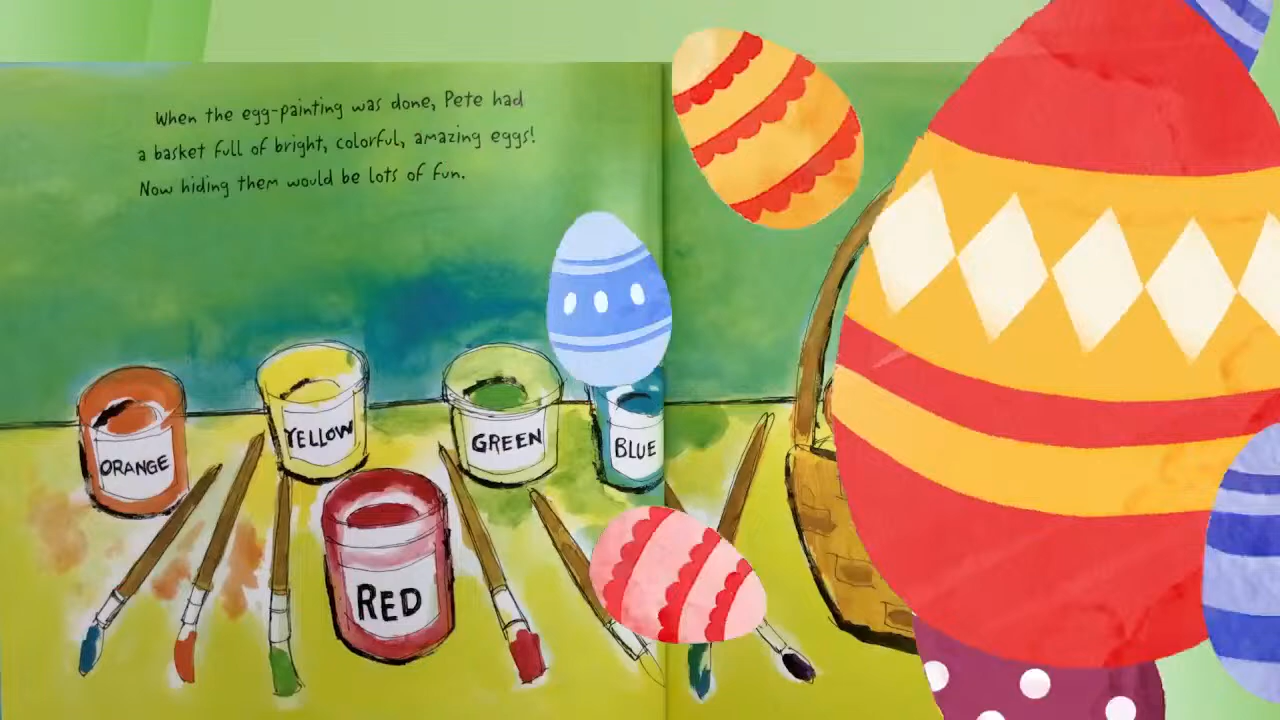 When the egg-painting was done, Pete had
a basket full of bright, colorful, amazing eggs!
Now hiding them would be lots of fun.
ORANGE
YELLOW
GREEN
BLUE
RED